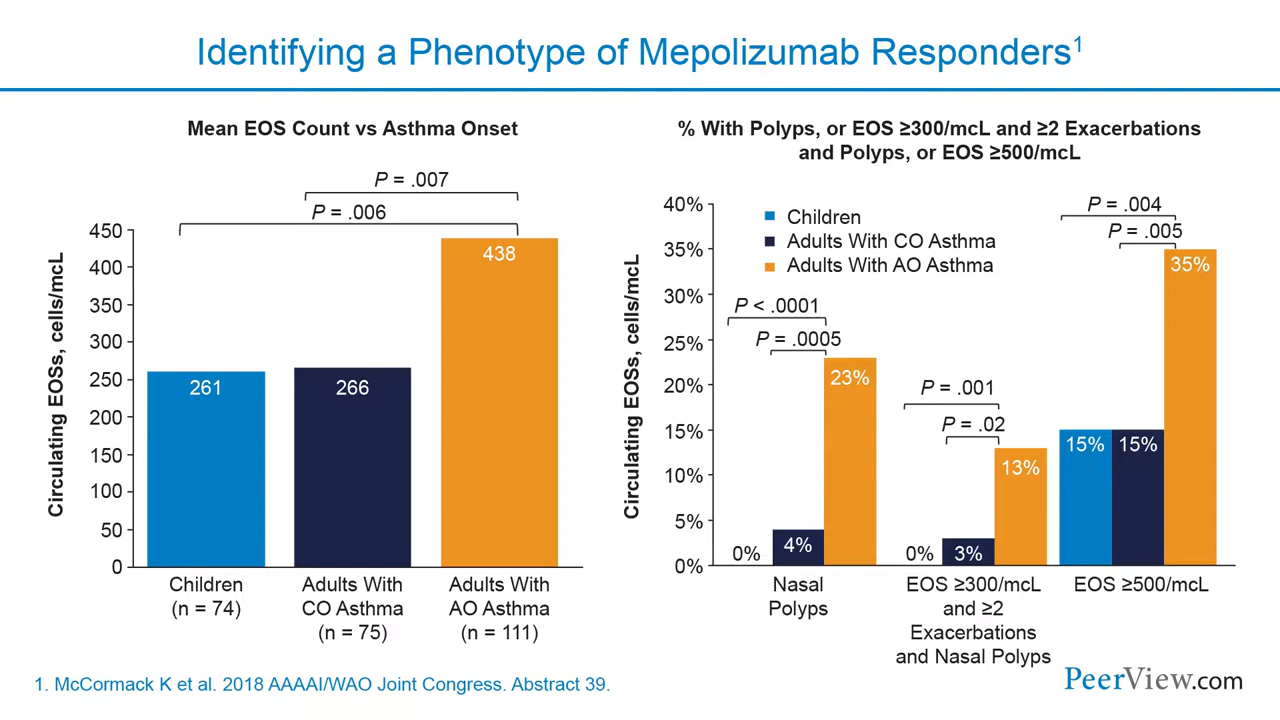 Identifying a Phenotype of Mepolizumab Responders1
Mean EOS Count vs Asthma Onset
P = .007
P = .006
Circulating EOSs, cells/mcL
450
400
350
300
250
200
150
100
50
0
261
266
438
Children
(n = 74)
Adults With
CO Asthma
(n = 75)
Adults With
AO Asthma
(n = 111)
% With Polyps, or EOS ≥300/mcL and ≥2 Exacerbations
and Polyps, or EOS ≥500/mcL
Circulating EOSs, cells/mcL
40%
35%
30%
25%
20%
15%
10%
5%
0%
Children
Adults With CO Asthma
Adults With AO Asthma
P < .0001
P = .0005
0%
4%
23%
P = .001
P = .02
0%
3%
13%
P = .004
P = .005
15%
15%
35%
Nasal
Polyps
EOS ≥300/mcL
and ≥2
Exacerbations
and Nasal Polyps
EOS ≥500/mcL
1. McCormack K et al. 2018 AAAAI/WAO Joint Congress. Abstract 39.
PeerView.com